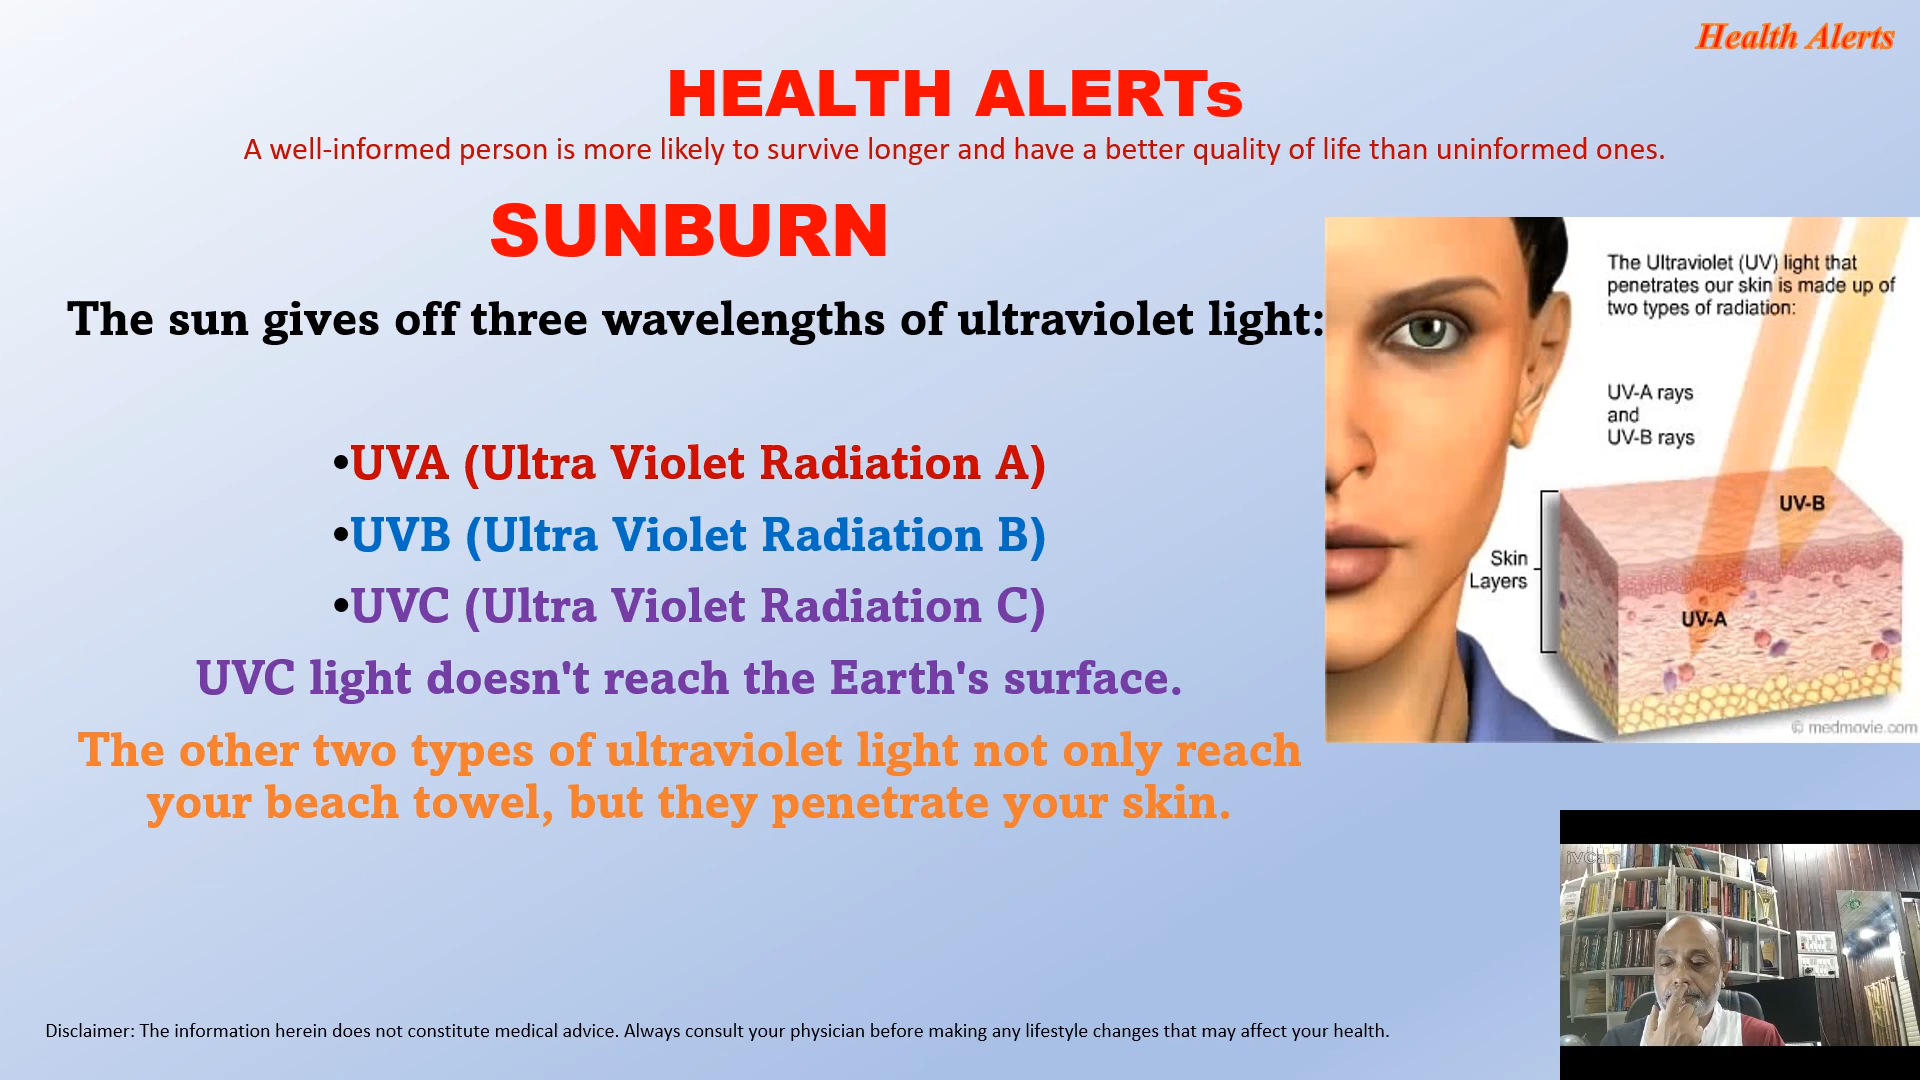 Health Alerts
HEALTH ALERTs
A well-informed person is more likely to survive longer and have a better quality of life than uninformed ones.
SUNBURN
The sun gives off three wavelengths of ultraviolet light:
•UVA (Ultra Violet Radiation A)
•UVB (Ultra Violet Radiation B)
•UVC (Ultra Violet Radiation C)
UVC light doesn't reach the Earth's surface.
The other two types of ultraviolet light not only reach
your beach towel, but they penetrate your skin.
The Ultraviolet (UV) light that
penetrates our skin is made up of
two types of radiation:
UV-A rays
and
UV-B rays
UV-B
Skin
Layers
UV-A
© medmovie.com
iVCam
Disclaimer: The information herein does not constitute medical advice. Always consult your physician before making any lifestyle changes that may affect your health.